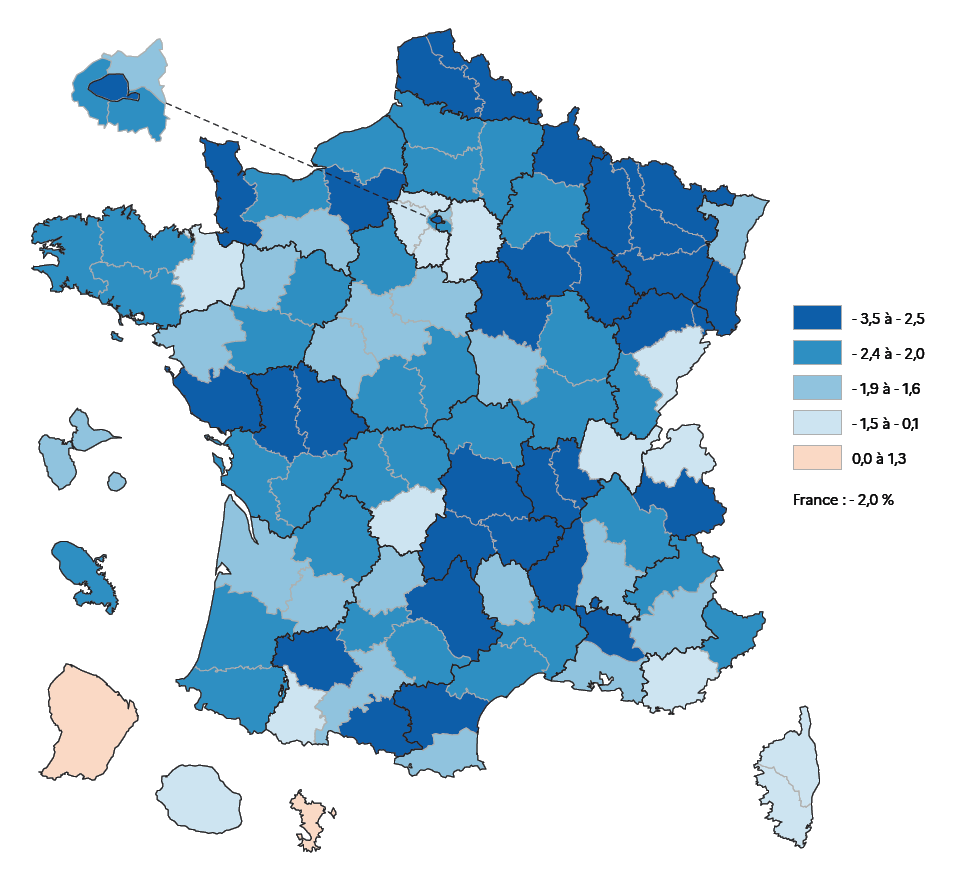 - 3,5 à - 2,5
- 2,4 à - 2,0
- 1,9 à - 1,6
- 1,5 à - 0,1
0,0 à 1,3
France : - 2,0 %